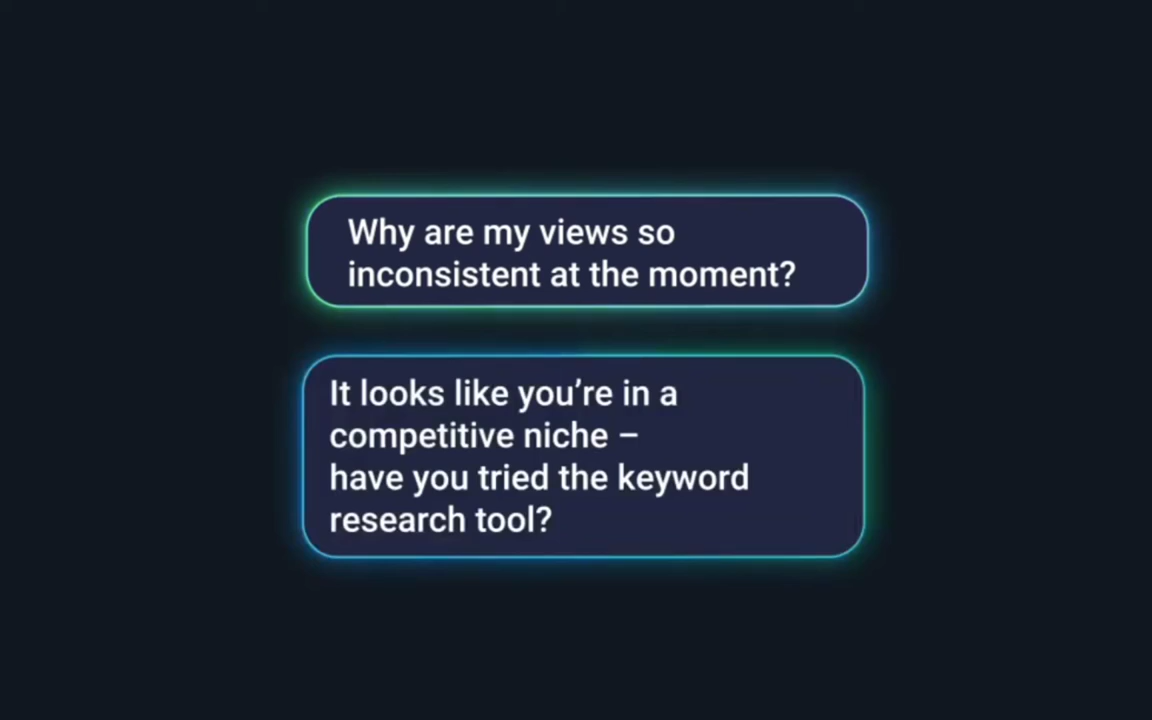 Why are my views so
inconsistent at the moment?
It looks like you’re in a
competitive niche –
have you tried the keyword
research tool?